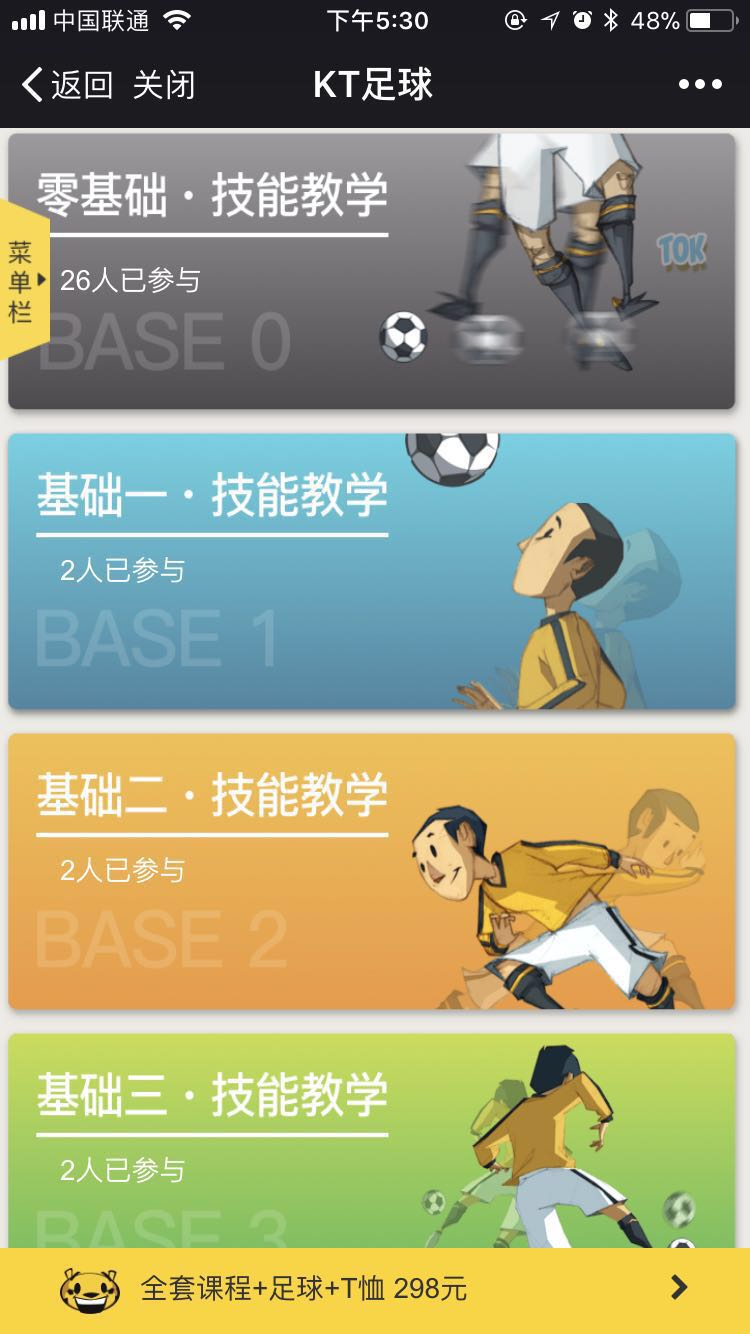 中国联通 下午5:30 48%
返回 关闭 KT足球
零基础·技能教学
TOK
菜单栏
26人已参与
BASE 0
基础一·技能教学
2人已参与
BASE 1
基础二·技能教学
2人已参与
BASE 2
基础三·技能教学
2人已参与
BASE 3
全套课程+足球+T恤 298元